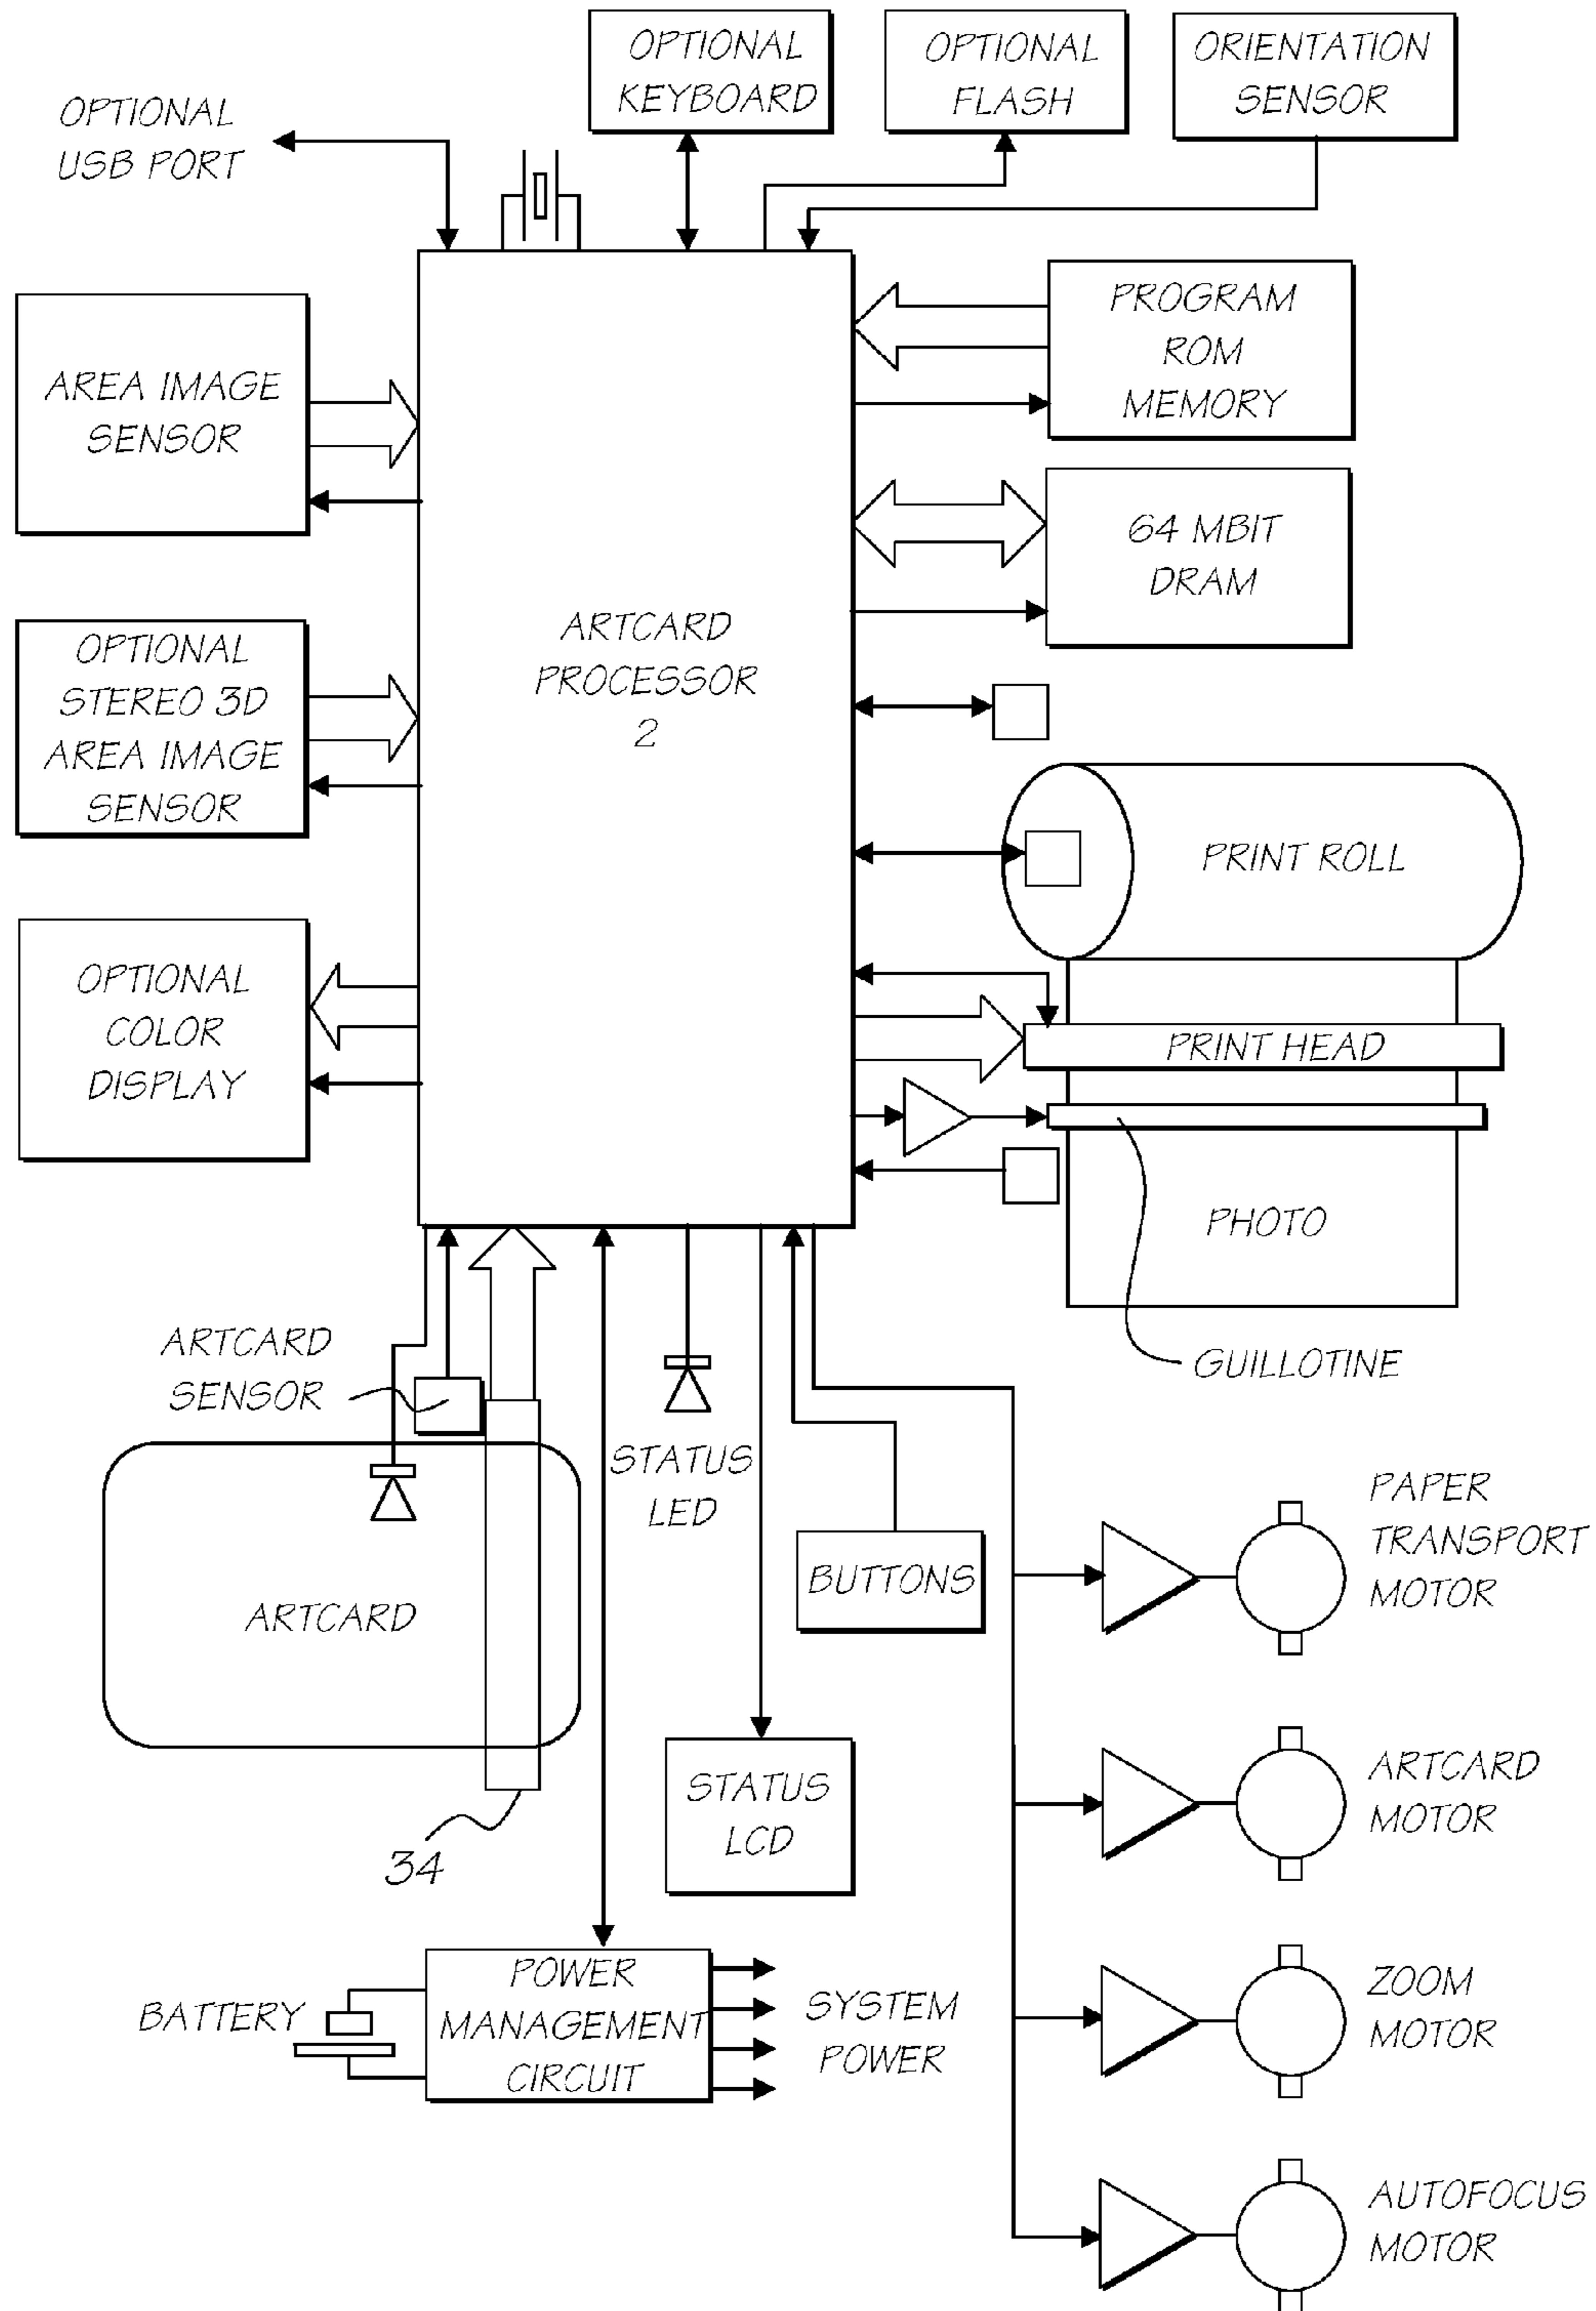 OPTIONAL
KEYBOARD
OPTIONAL
FLASH
ORIENTATION
SENSOR
OPTIONAL
USB PORT
AREA IMAGE
SENSOR
PROGRAM
ROM
MEMORY
64 MBIT
DRAM
OPTIONAL
STEREO 3D
AREA IMAGE
SENSOR
ARTCARD
PROCESSOR
2
PRINT ROLL
OPTIONAL
COLOR
DISPLAY
PRINT HEAD
PHOTO
GUILLOTINE
ARTCARD
SENSOR
STATUS
LED
BUTTONS
ARTCARD
34
STATUS
LCD
PAPER
TRANSPORT
MOTOR
ARTCARD
MOTOR
ZOOM
MOTOR
AUTOFOCUS
MOTOR
BATTERY
POWER
MANAGEMENT
CIRCUIT
SYSTEM
POWER